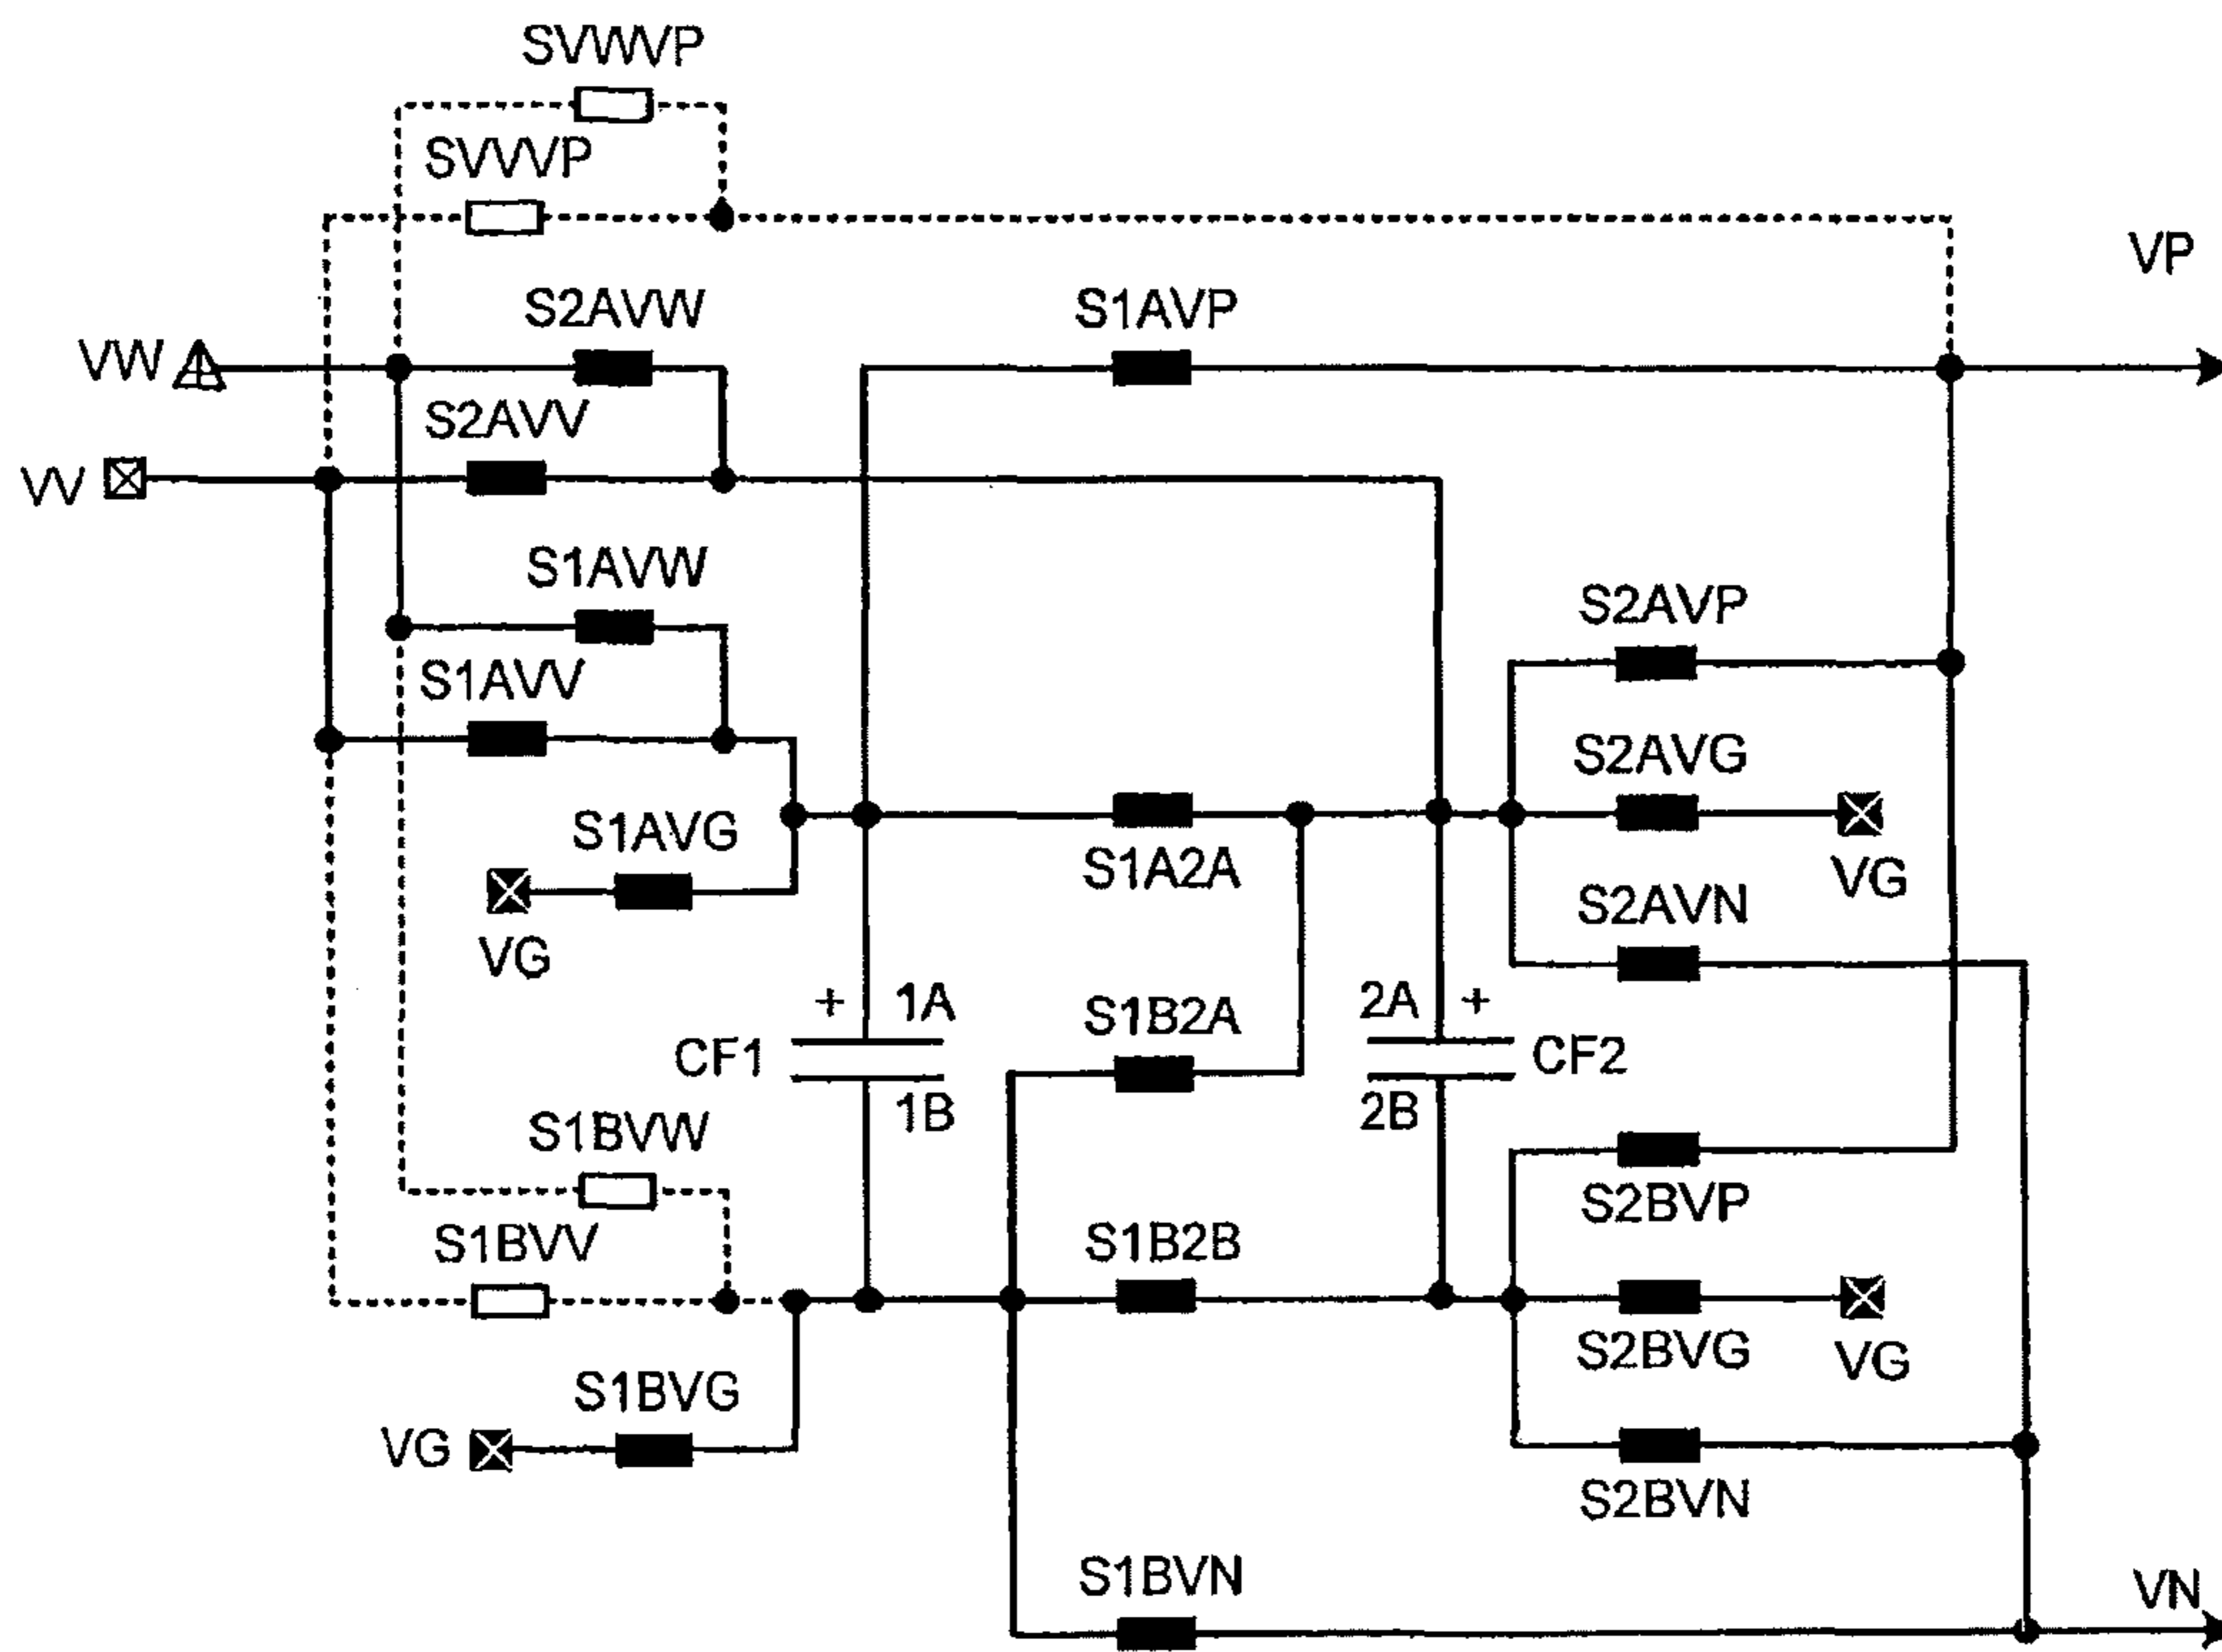 SVWVP
SVVVP
VP
S2AVW
S1AVP
VW
S2AVV
VV
S1AVW
S2AVP
S1AVV
S2AVG
S1AVG
S1A2A
VG
S2AVN
VG
+ 1A
2A +
S1B2A
CF1
CF2
1B
2B
S1BVW
S2BVP
S1BVV
S1B2B
S2BVG
VG
S1BVG
VG
S2BVN
S1BVN
VN